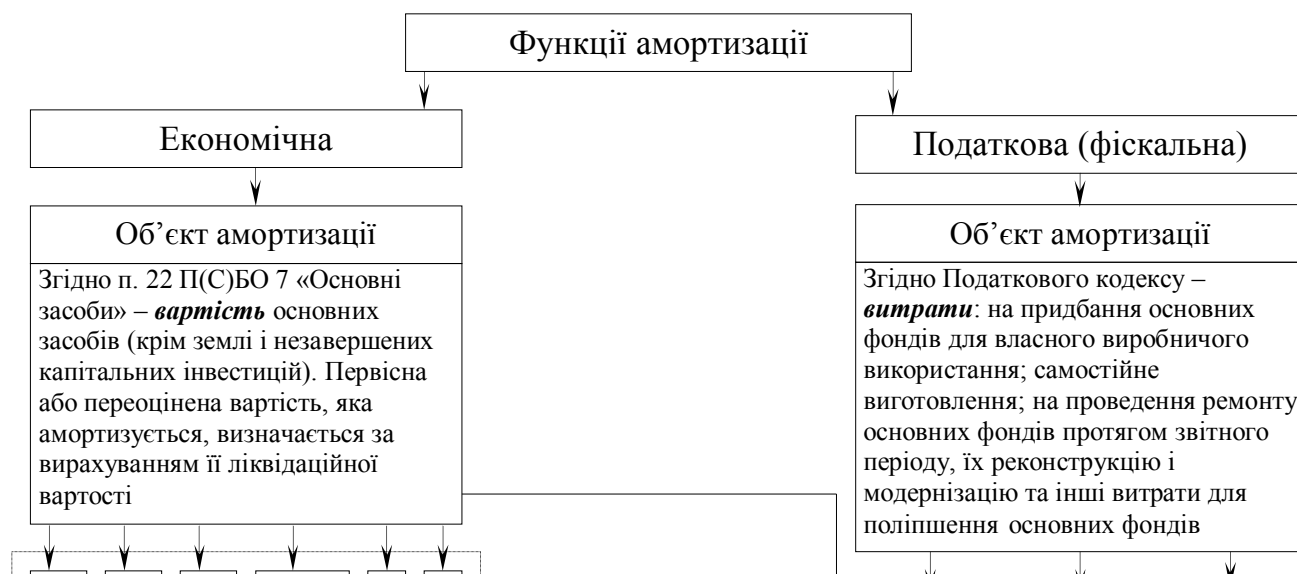 Функції амортизації
Економічна
Податкова (фіскальна)
Об’єкт амортизації
Згідно п. 22 П(С)БО 7 «Основні
засоби» – вартість основних
засобів (крім землі і незавершених
капітальних інвестицій). Первісна
або переоцінена вартість, яка
амортизується, визначається за
вирахуванням її ліквідаційної
вартості
Об’єкт амортизації
Згідно Податкового кодексу –
витрати: на придбання основних
фондів для власного виробничого
використання; самостійне
виготовлення; на проведення ремонту
основних фондів протягом звітного
періоду, їх реконструкцію і
модернізацію та інші витрати для
поліпшення основних фондів